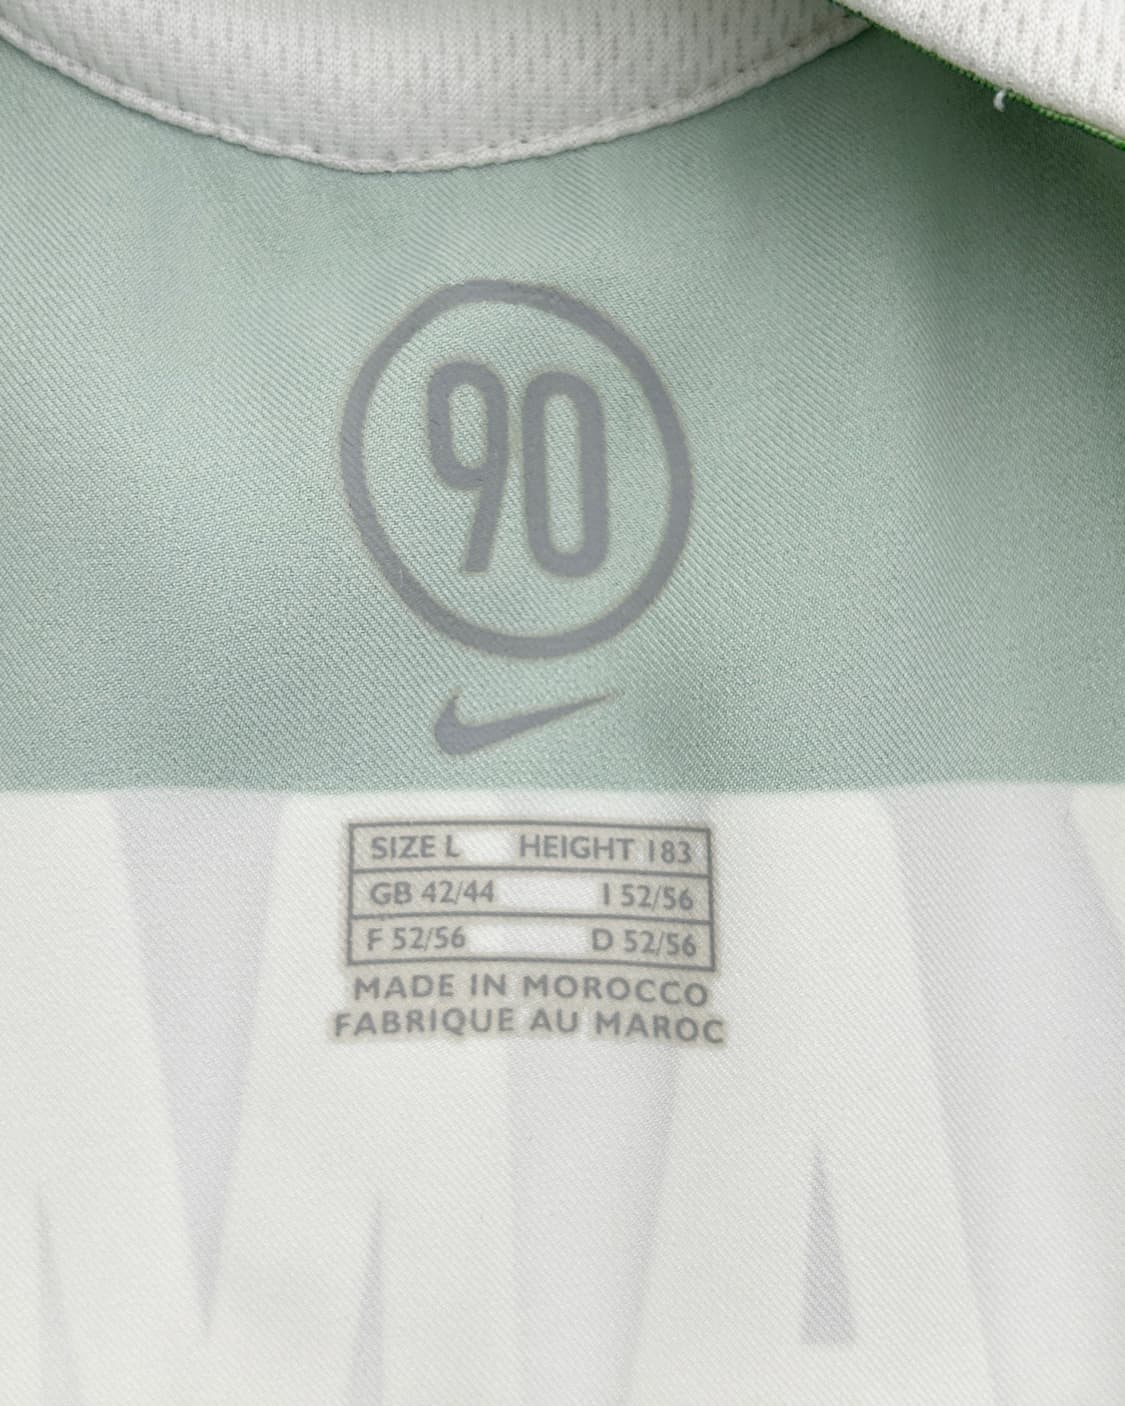 90
SIZE L HEIGHT 183
GB 42/44 I 52/56
F 52/56 D 52/56
MADE IN MOROCCO
FABRIQUE AU MAROC